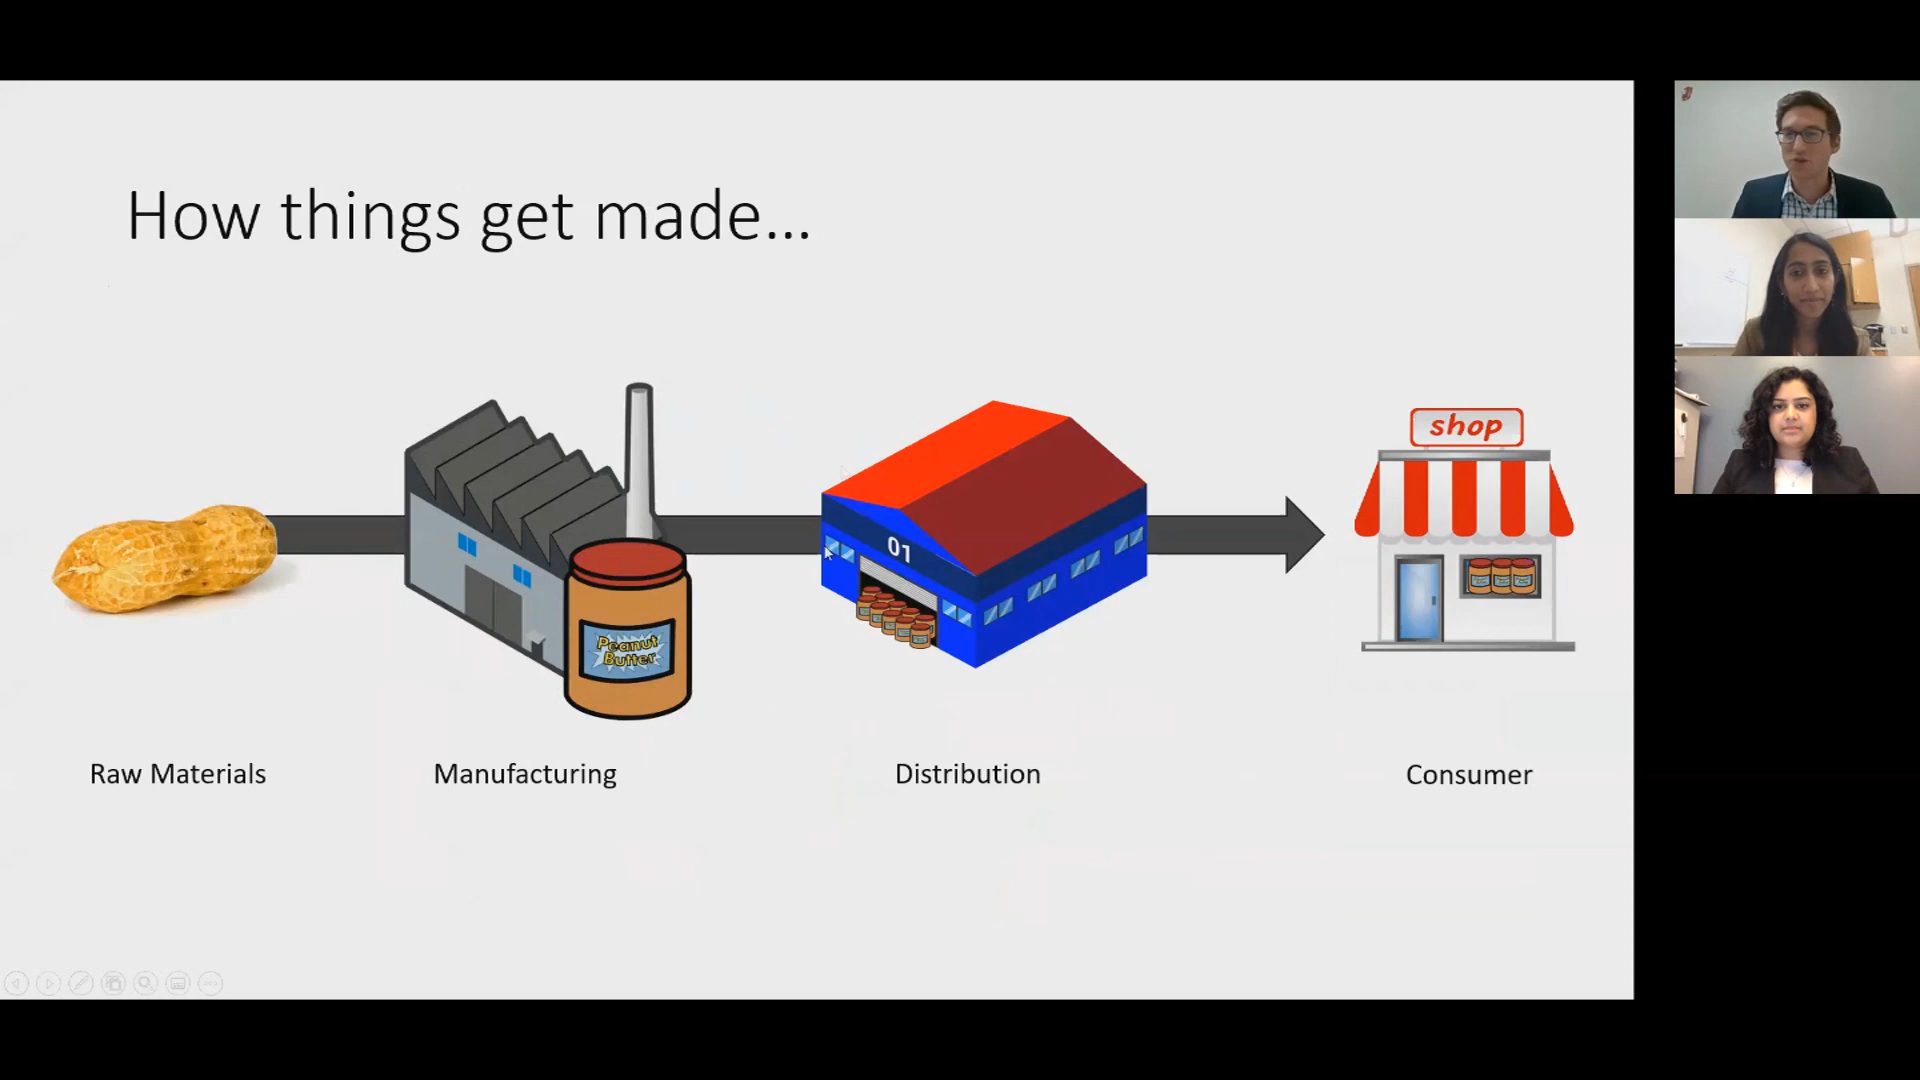 How things get made...
shop
01
Peanut
Butter
Raw Materials
Manufacturing
Distribution
Consumer